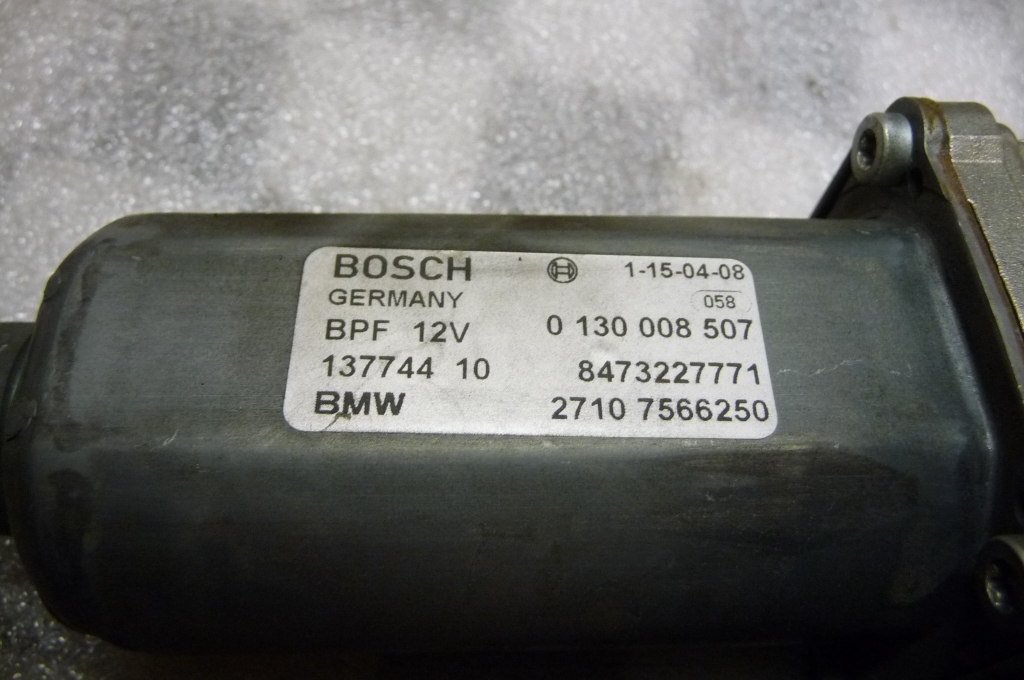 BOSCH 1-15-04-08
GERMANY 058
BPF 12V 0 130 008 507
137744 10 8473227771
BMW 2710 7566250